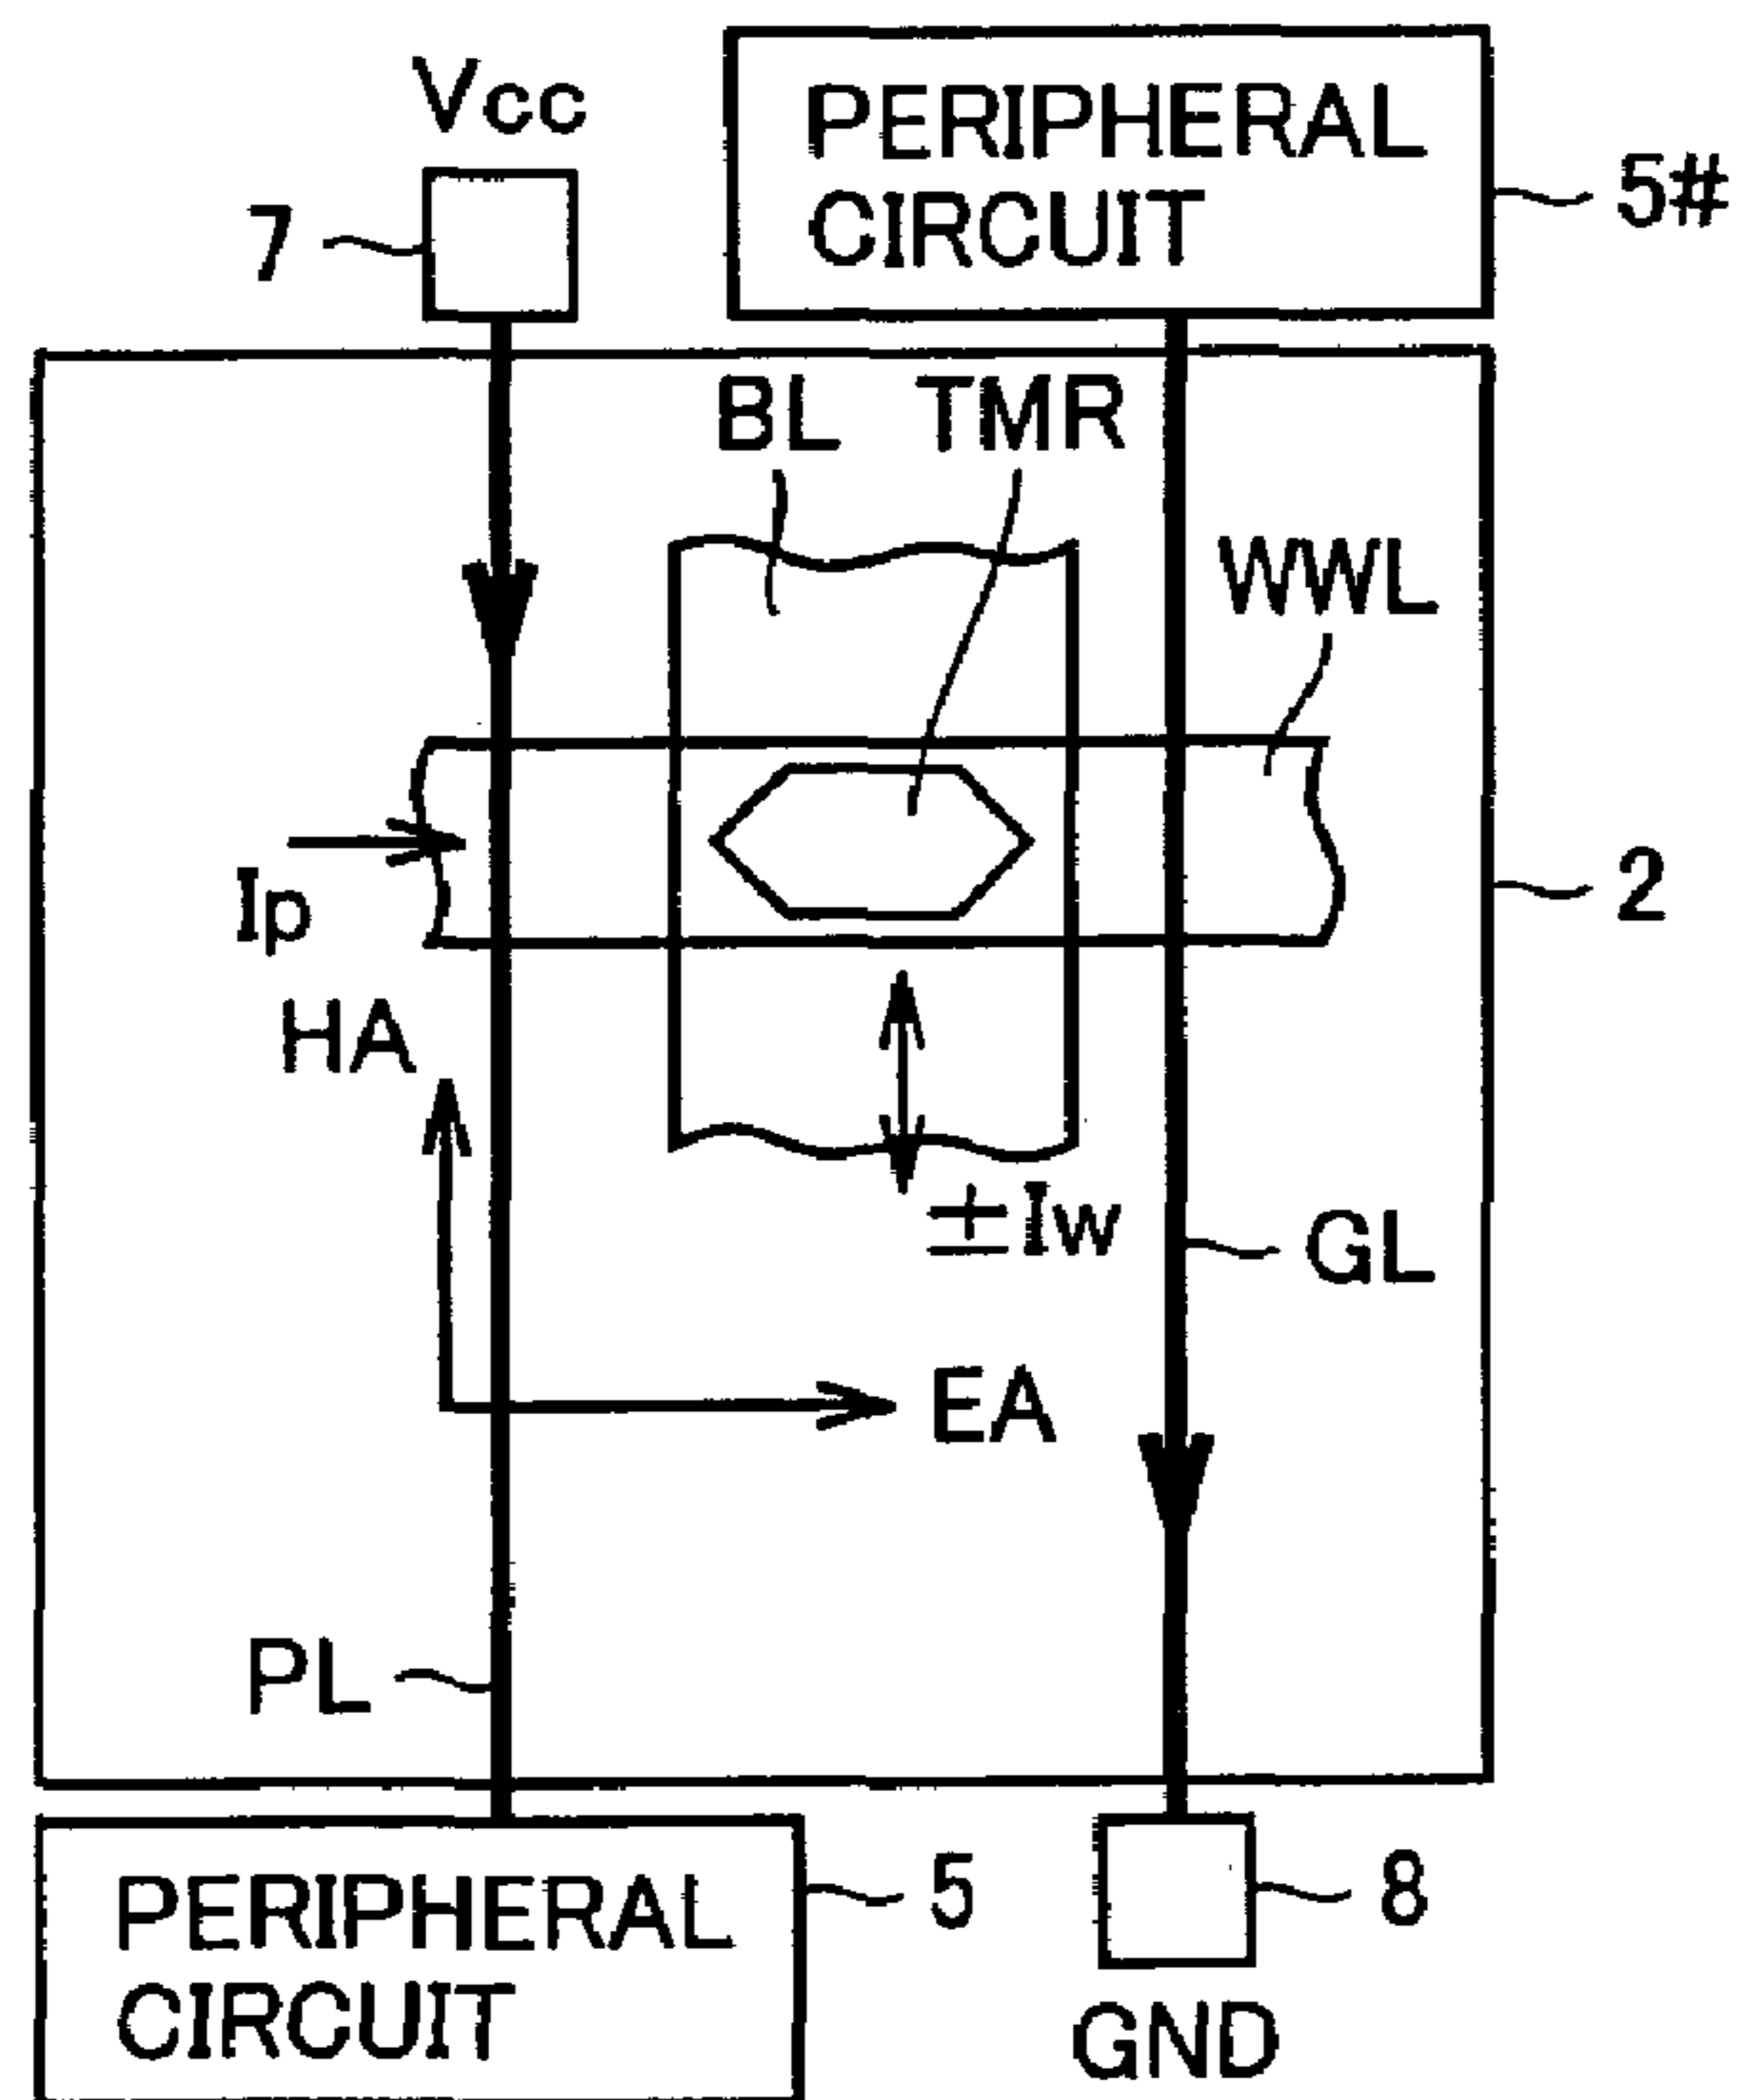 Vcc
PERIPHERAL
CIRCUIT
5#
7
BL
TMR
WWL
Ip
2
HA
±Iw
GL
EA
PL
PERIPHERAL
CIRCUIT
5
8
GND